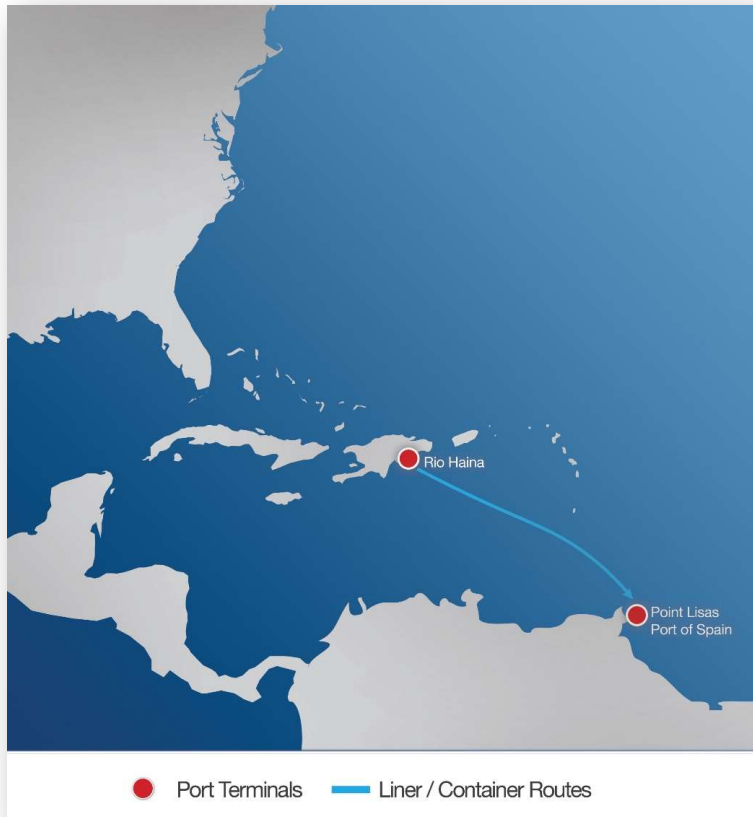 Rio Haina
Point Lisas
Port of Spain
Port Terminals
Liner / Container Routes